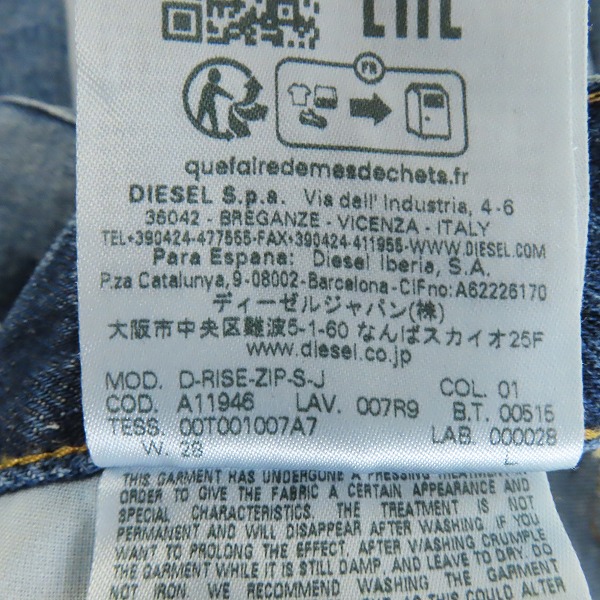 EAC
FR
quefairedemesdechets.fr
DIESEL S.p.a. Via dell' Industria, 4-6
36042 - BREGANZE - VICENZA - ITALY
TEL+390424-477555-FAX+390424-411955-WWW.DIESEL.COM
Para Espana: Diesel Iberia, S.A.
P.za Catalunya, 9-08002-Barcelona-CIFno:A62226170
ディーゼルジャパン(株)
大阪市中央区難波5-1-60 なんばスカイオ25F
www.diesel.co.jp
MOD. D-RISE-ZIP-S-J COL. 01
COD. A11946 LAV. 007R9 B.T. 00515
TESS. 00T001007A7 LAB. 000028
W. 28 L.
THIS GARMENT HAS UNDERGONE A PRESSING TREATMENT
ORDER TO GIVE THE FABRIC A CERTAIN APPEARANCE AND
SPECIAL CHARACTERISTICS. THE TREATMENT IS NOT
PERMANENT AND WILL DISAPPEAR AFTER WASHING. IF YOU
WANT TO PROLONG THE EFFECT, AFTER WASHING CRUMPLE
THE GARMENT WHILE IT IS STILL DAMP, AND LEAVE TO DRY. DO
NOT IRON. WE RECOMMEND WASHING THE GARMENT
AS THIS COULD ALTER